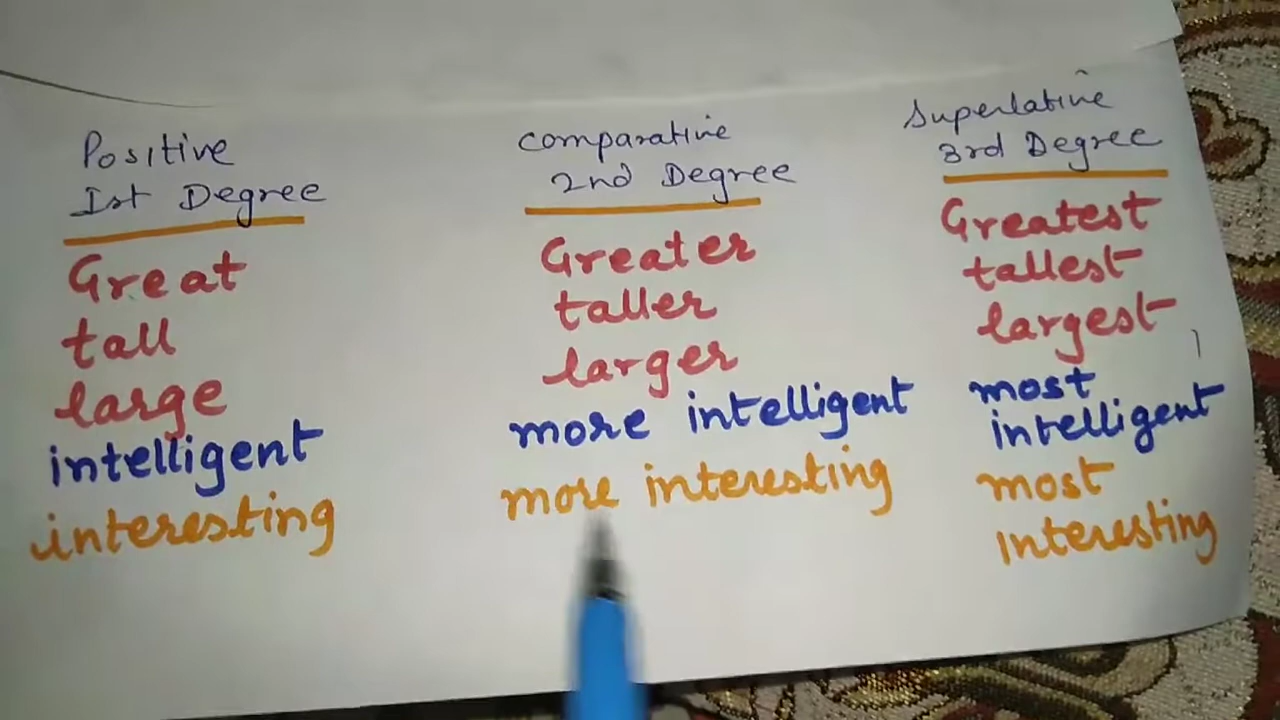 Positive
Ist Degree
Great
tall
large
intelligent
interesting
Comparative
2nd Degree
Greater
taller
larger
more intelligent
more interesting
Superlative
3rd Degree
Greatest
tallest
largest
most
intelligent
most
interesting